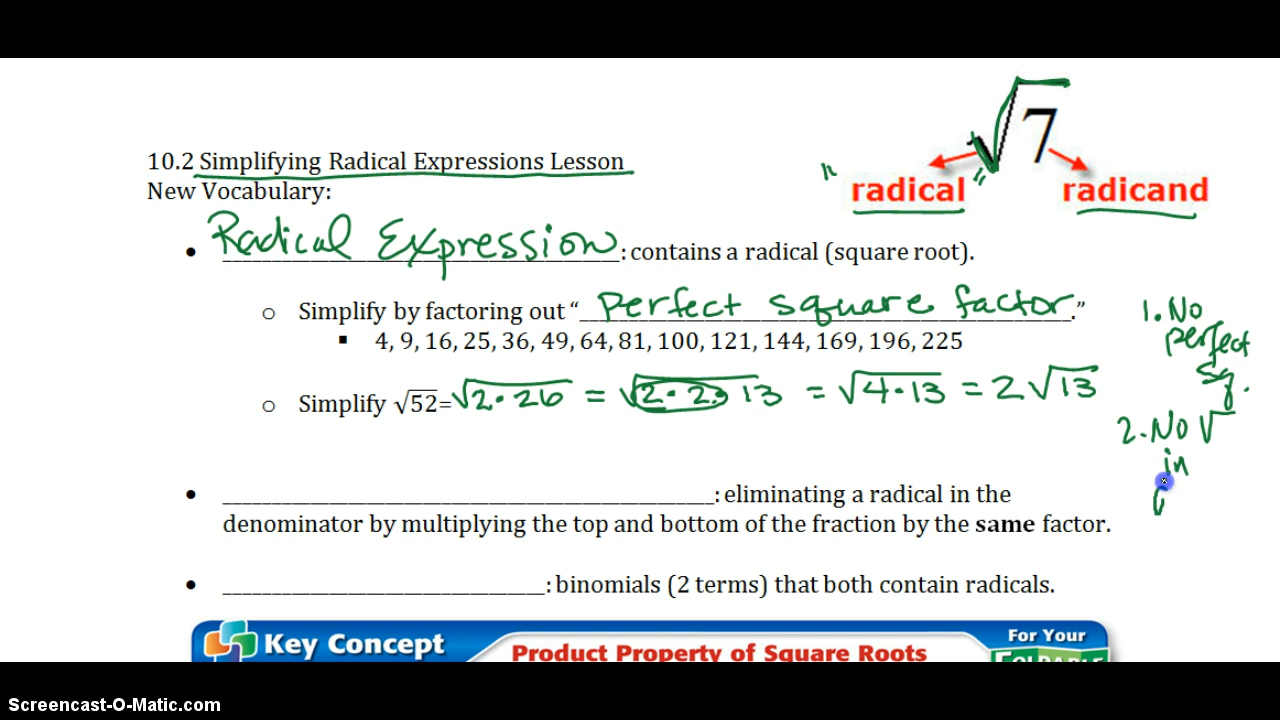 √7
10.2 Simplifying Radical Expressions Lesson
" radical "
radicand
New Vocabulary:
• Radical Expression: contains a radical (square root).
o Simplify by factoring out "perfect square factor."
▪ 4, 9, 16, 25, 36, 49, 64, 81, 100, 121, 144, 169, 196, 225
o Simplify √52=√2·26 = √2·2·13 = √4·13 = 2√13
1. No
perfect
sq.
2. No √
in
• ______________________: eliminating a radical in the
denominator by multiplying the top and bottom of the fraction by the same factor.
• ______________________: binomials (2 terms) that both contain radicals.
Key Concept
Product Property of Square Roots
For Your
FOLDABLE
Screencast-O-Matic.com